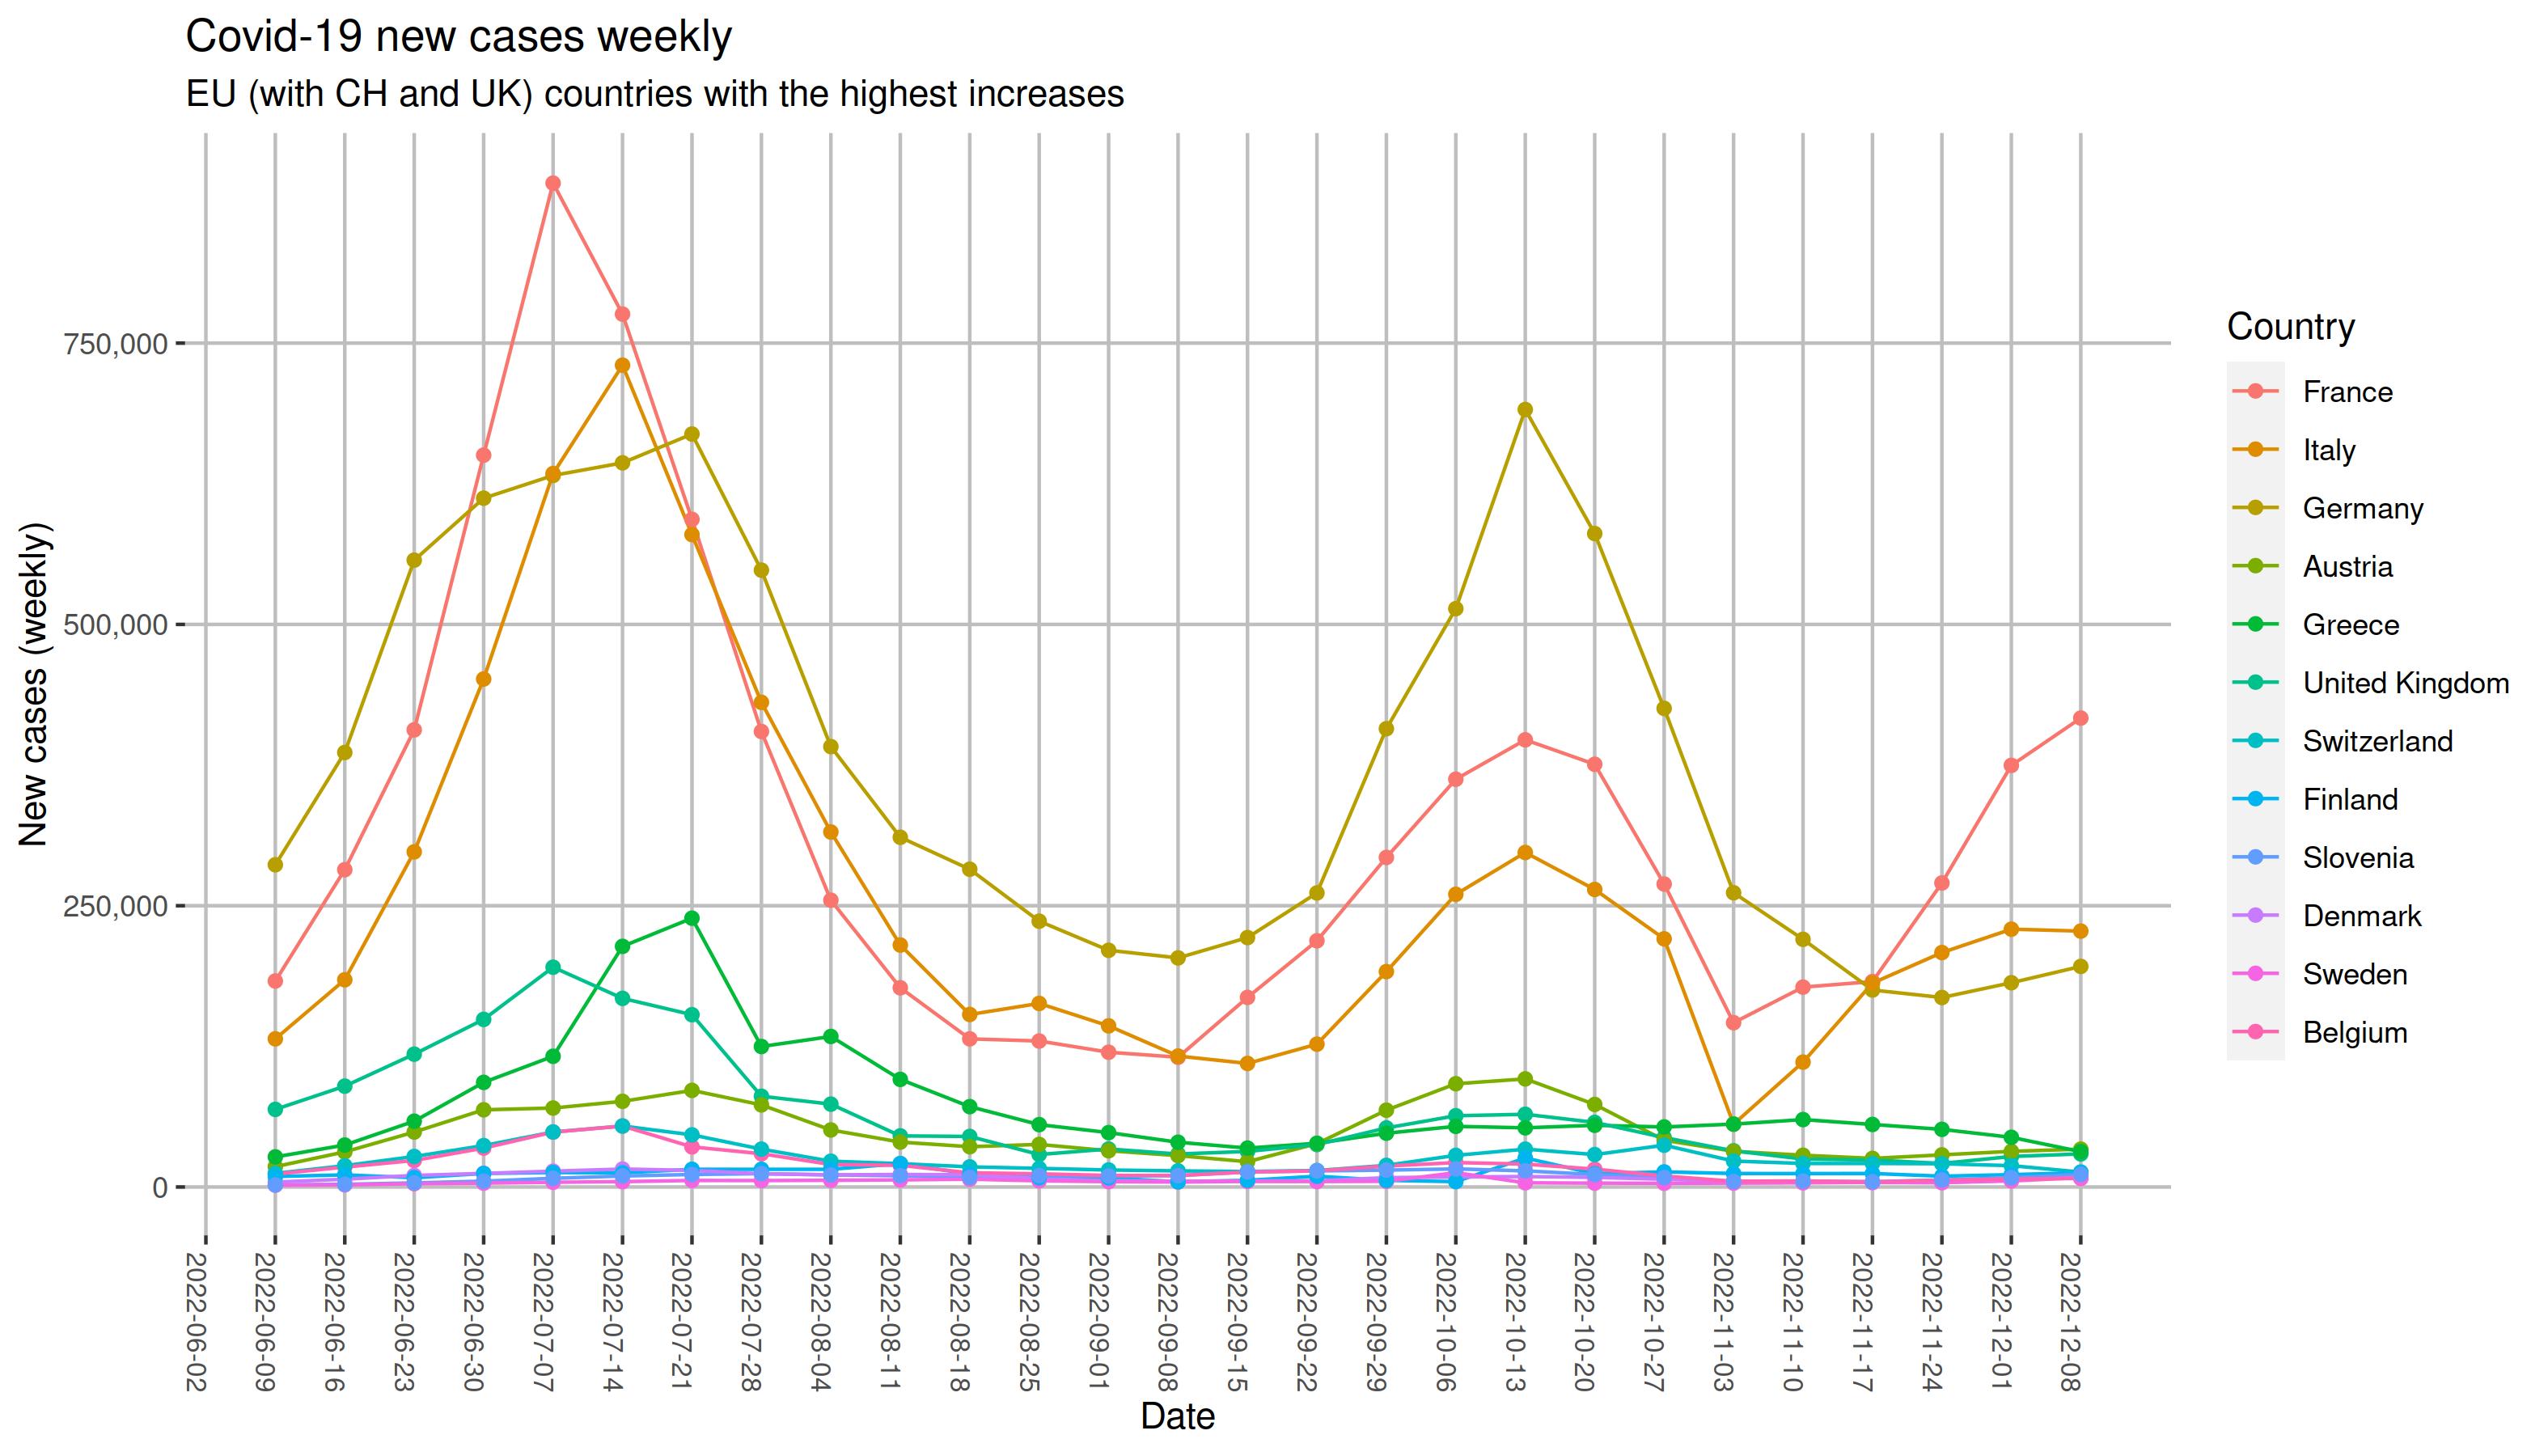 Covid-19 new cases weekly
EU (with CH and UK) countries with the highest increases
New cases (weekly)
750,000
500,000
250,000
0
2022-06-02
2022-06-09
2022-06-16
2022-06-23
2022-06-30
2022-07-07
2022-07-14
2022-07-21
2022-07-28
2022-08-04
2022-08-11
2022-08-18
2022-08-25
2022-09-01
2022-09-08
2022-09-15
2022-09-22
2022-09-29
2022-10-06
2022-10-13
2022-10-20
2022-10-27
2022-11-03
2022-11-10
2022-11-17
2022-11-24
2022-12-01
2022-12-08
Date
Country
France
Italy
Germany
Austria
Greece
United Kingdom
Switzerland
Finland
Slovenia
Denmark
Sweden
Belgium